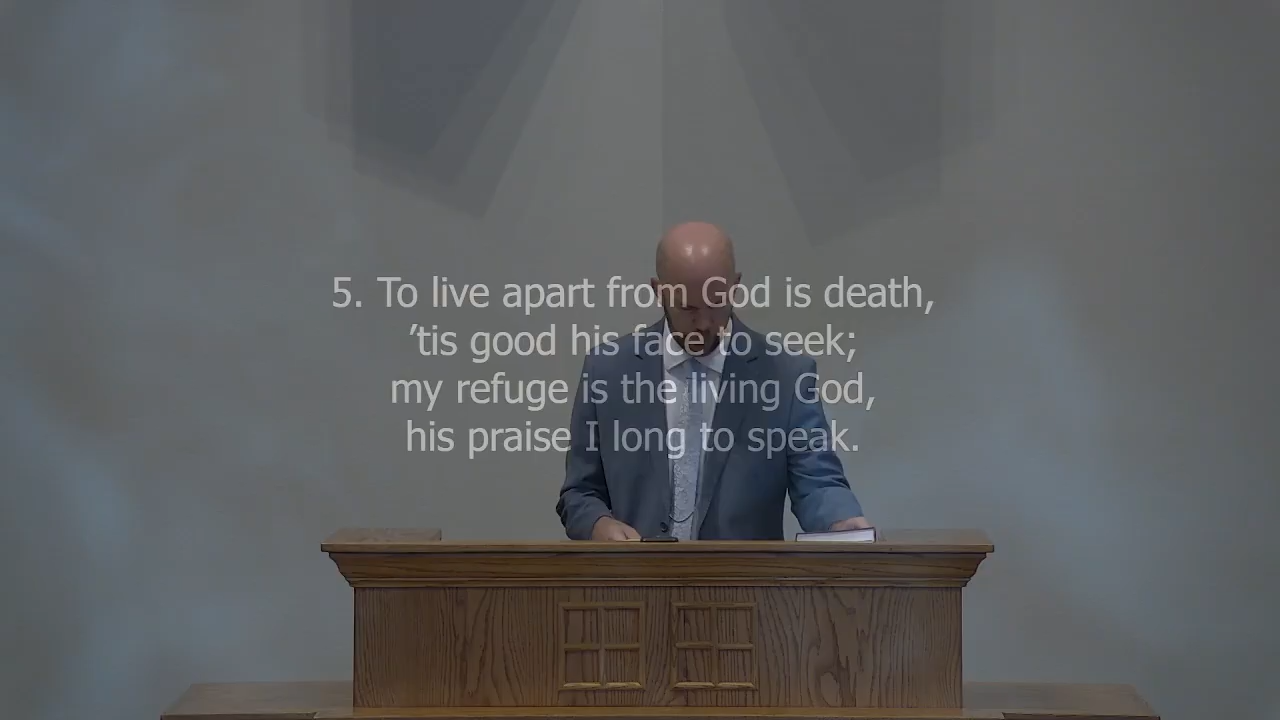 5. To live apart from God is death,
’tis good his face to seek;
my refuge is the living God,
his praise I long to speak.